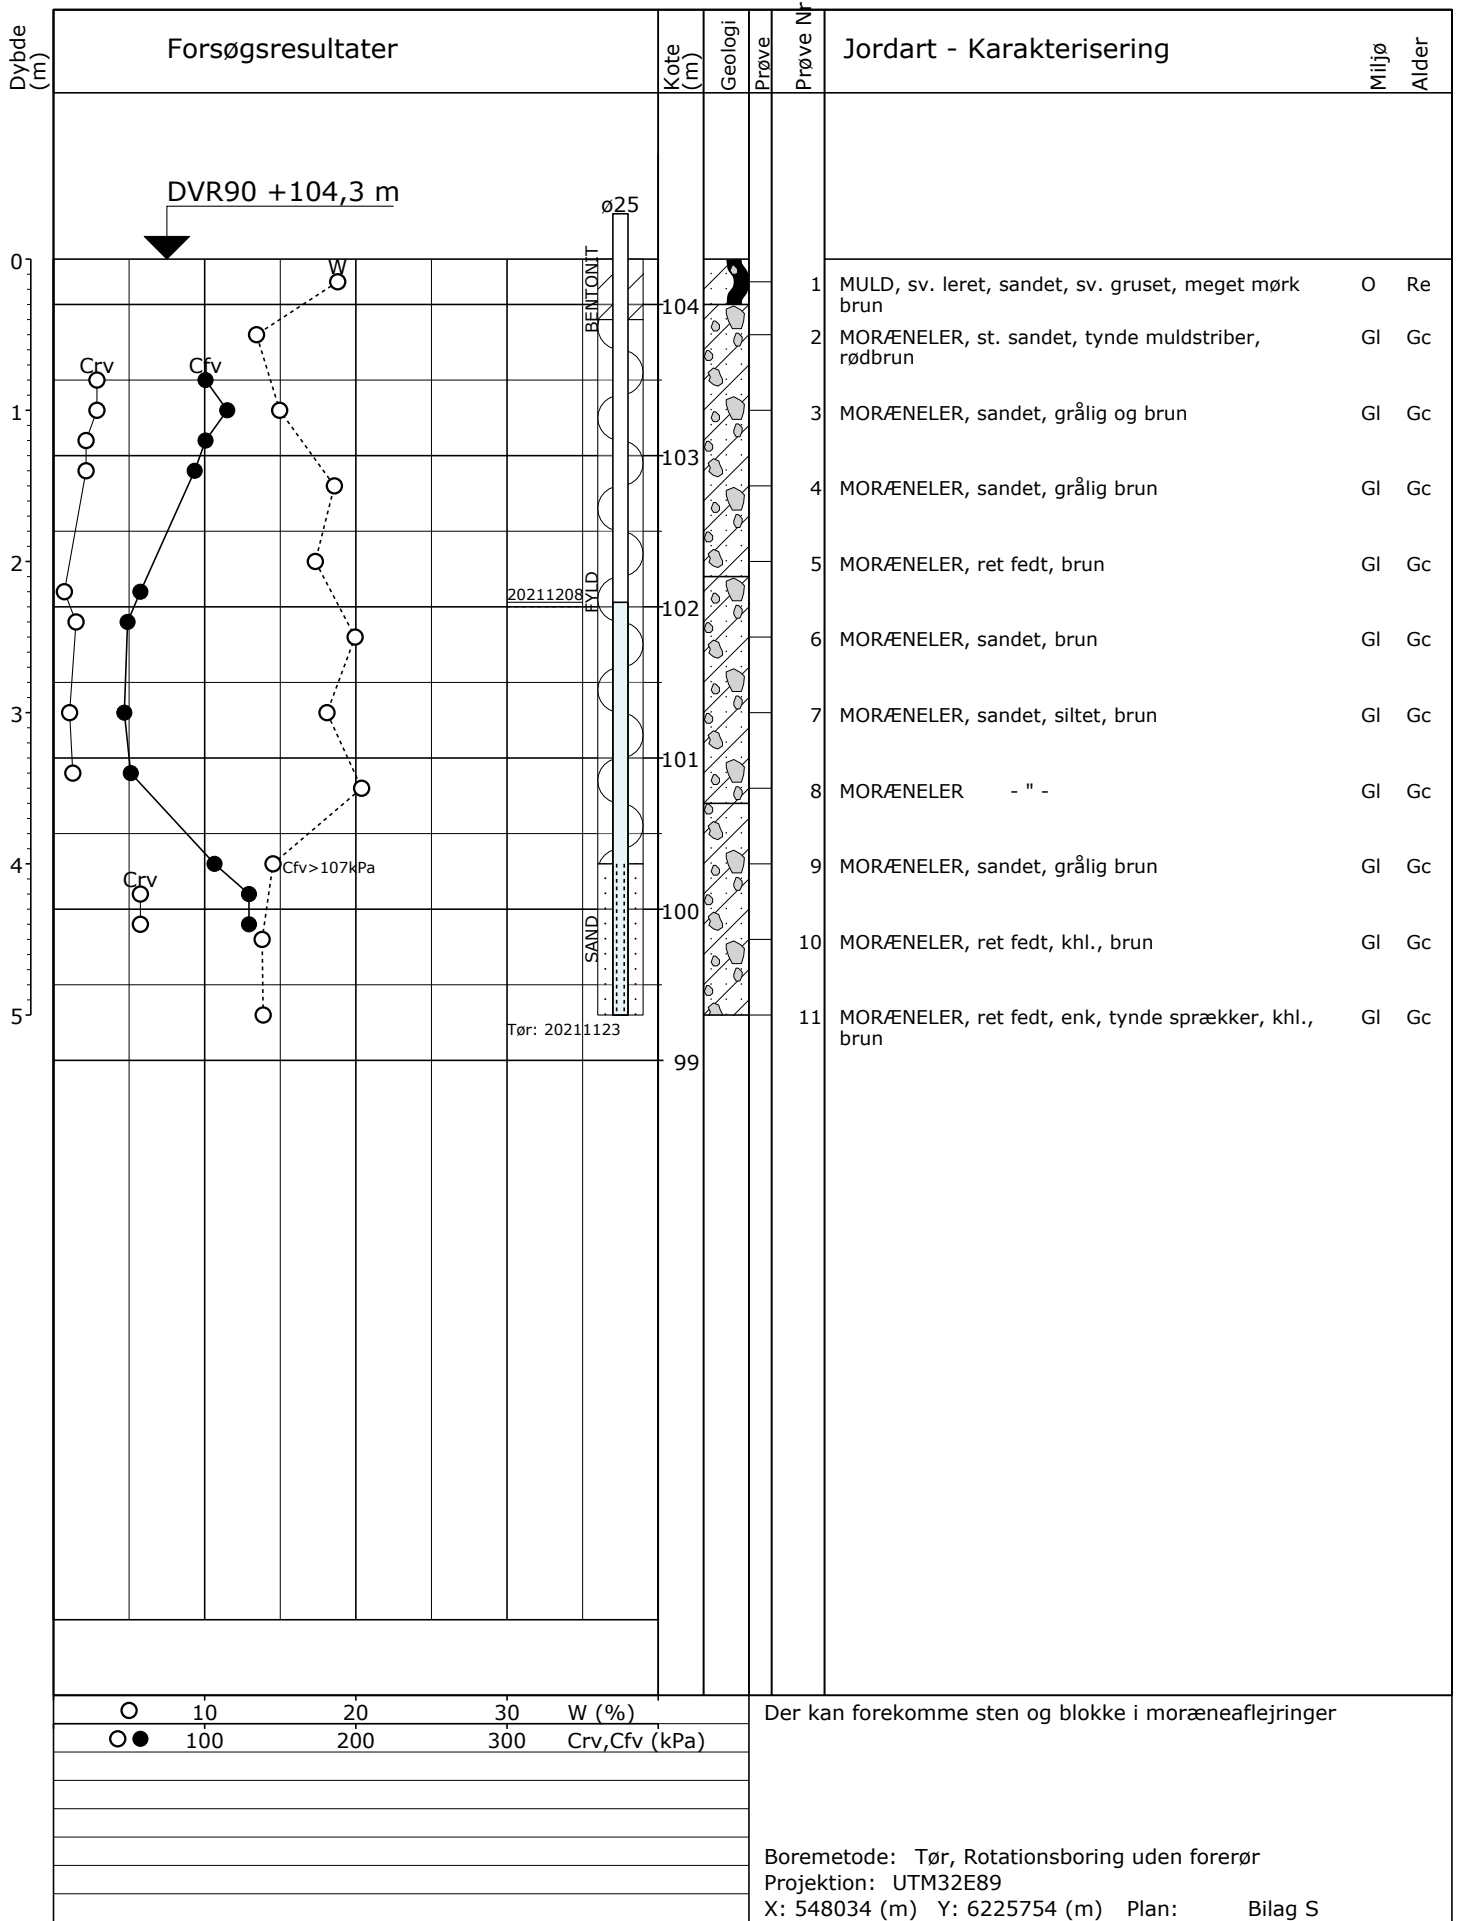 Dybde (m)
Forsøgsresultater
Kote (m)
Geologi
Prøve
Prøve Nr
Jordart - Karakterisering
Miljø
Alder
DVR90 +104,3 m
ø25
BENTONIT
0
W
104
1 MULD, sv. leret, sandet, sv. gruset, meget mørk O Re
brun
2 MORÆNELER, st. sandet, tynde muldstriber, Gl Gc
rødbrun
Crv Cfv
1
3 MORÆNELER, sandet, grålig og brun Gl Gc
103
4 MORÆNELER, sandet, grålig brun Gl Gc
2
5 MORÆNELER, ret fedt, brun Gl Gc
FYLD
20211208
102
6 MORÆNELER, sandet, brun Gl Gc
3
7 MORÆNELER, sandet, siltet, brun Gl Gc
101
8 MORÆNELER - " - Gl Gc
4
Cfv>107kPa
9 MORÆNELER, sandet, grålig brun Gl Gc
Crv
100
SAND
10 MORÆNELER, ret fedt, khl., brun Gl Gc
5
Tør: 20211123
11 MORÆNELER, ret fedt, enk, tynde sprækker, khl., Gl Gc
brun
99
10 20 30 W (%)
100 200 300 Crv,Cfv (kPa)
Der kan forekomme sten og blokke i moræneaflejringer
Boremetode: Tør, Rotationsboring uden forerør
Projektion: UTM32E89
X: 548034 (m) Y: 6225754 (m) Plan: Bilag S